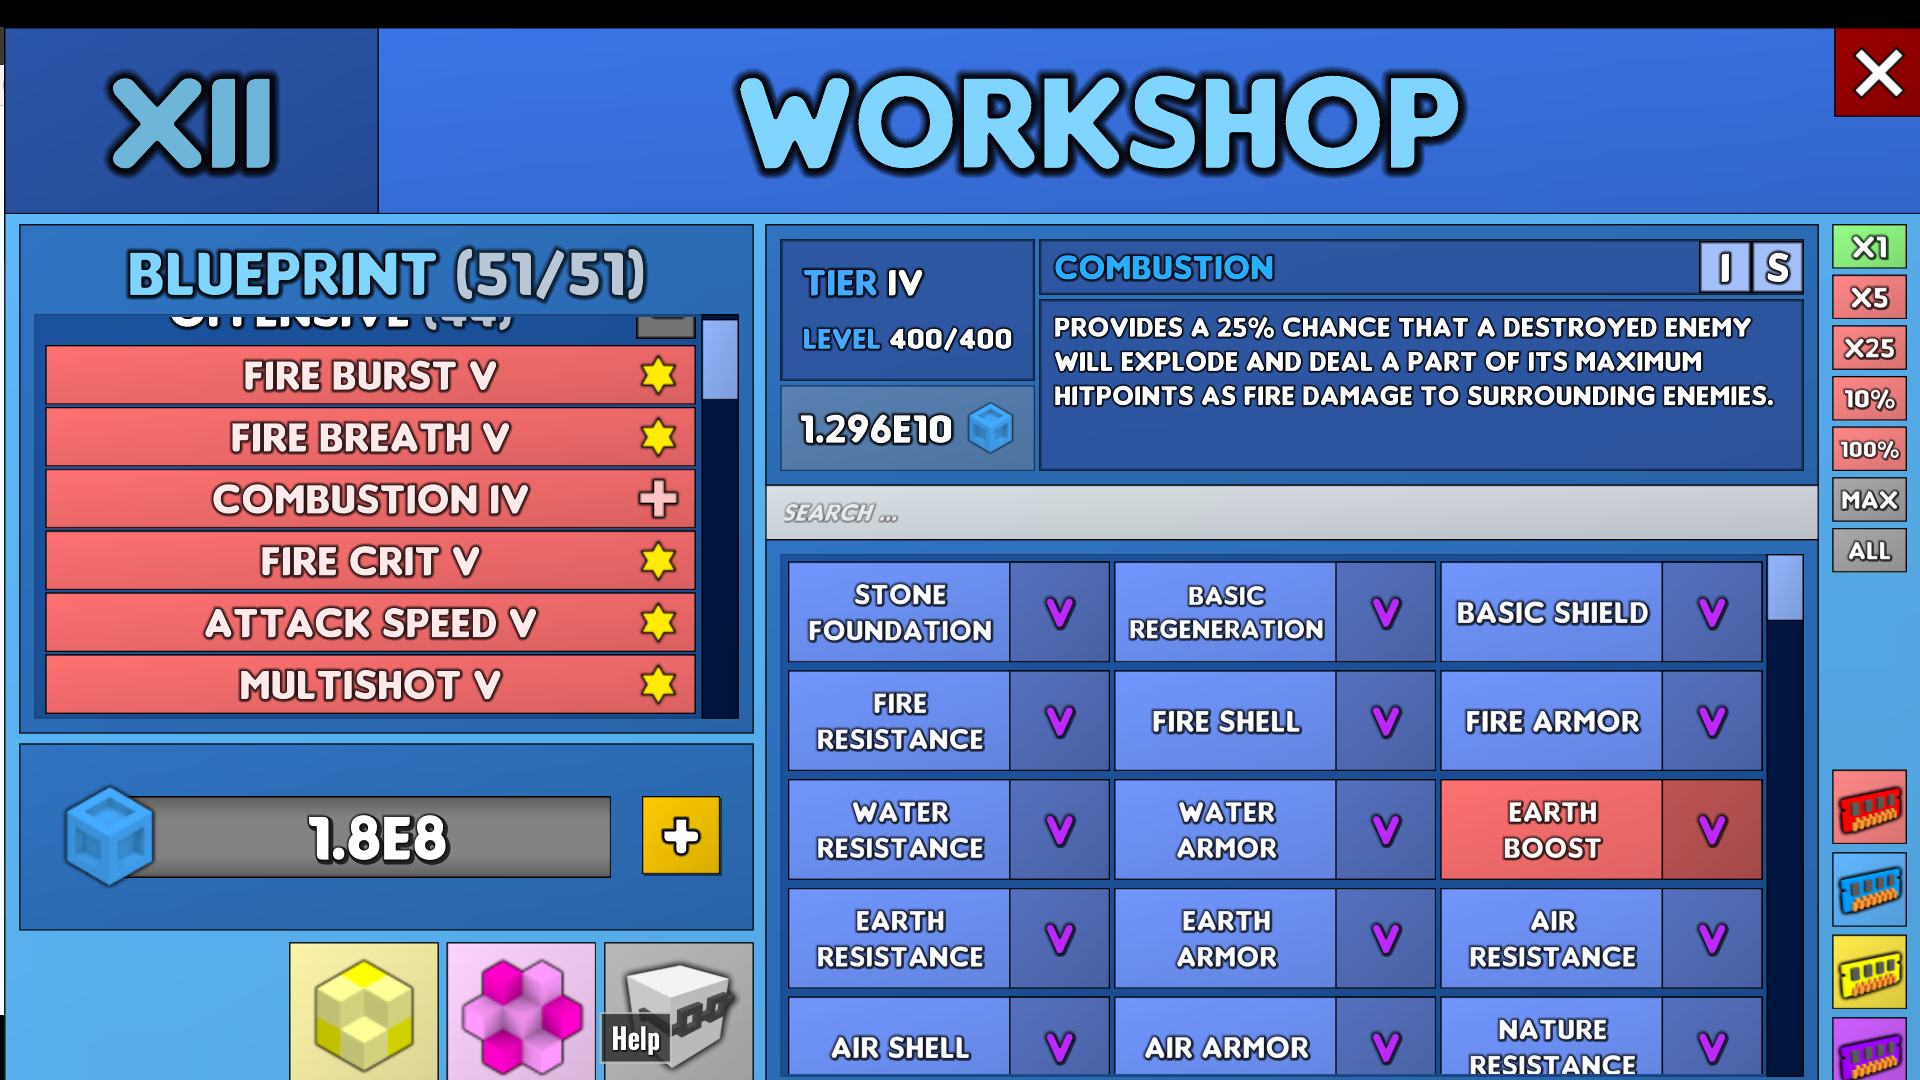 XII
WORKSHOP
BLUEPRINT (51/51)
OFFENSIVE (44)
FIRE BURST V
FIRE BREATH V
COMBUSTION IV
FIRE CRIT V
ATTACK SPEED V
MULTISHOT V
1.8E8
Help
TIER IV
LEVEL 400/400
1.296E10
COMBUSTION
I S
PROVIDES A 25% CHANCE THAT A DESTROYED ENEMY
WILL EXPLODE AND DEAL A PART OF ITS MAXIMUM
HITPOINTS AS FIRE DAMAGE TO SURROUNDING ENEMIES.
SEARCH ...
STONE
FOUNDATION
V
BASIC
REGENERATION
V
BASIC SHIELD
V
FIRE
RESISTANCE
V
FIRE SHELL
V
FIRE ARMOR
V
WATER
RESISTANCE
V
WATER
ARMOR
V
EARTH
BOOST
V
EARTH
RESISTANCE
V
EARTH
ARMOR
V
AIR
RESISTANCE
V
AIR SHELL
V
AIR ARMOR
V
NATURE
RESISTANCE
V
X1
X5
X25
10%
100%
MAX
ALL